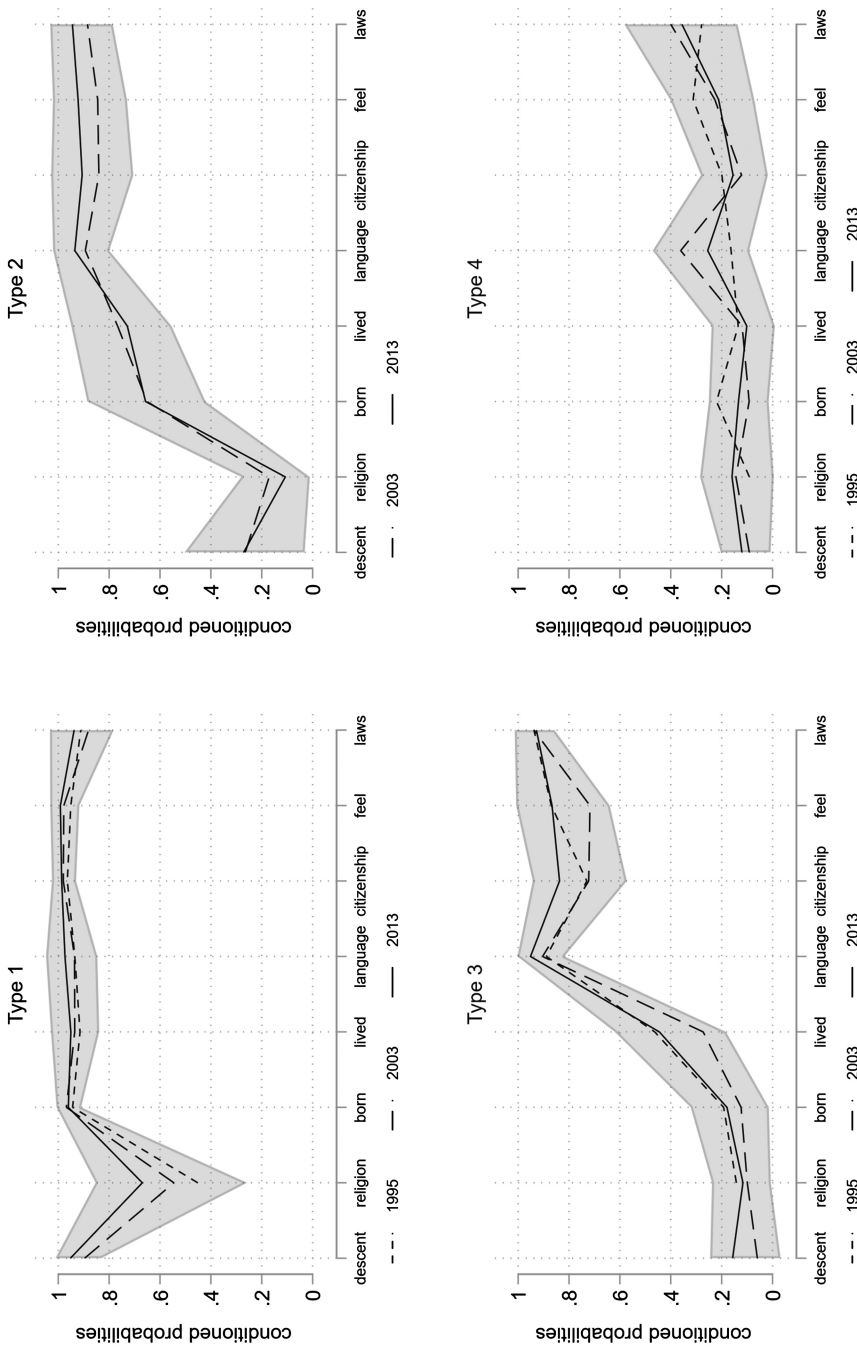 Type 1
conditioned probabilities
1
.8
.6
.4
.2
0
descent religion born lived language citizenship feel laws
1995 2003 2013
Type 2
conditioned probabilities
1
.8
.6
.4
.2
0
descent religion born lived language citizenship feel laws
2003 2013
Type 3
conditioned probabilities
1
.8
.6
.4
.2
0
descent religion born lived language citizenship feel laws
1995 2003 2013
Type 4
conditioned probabilities
1
.8
.6
.4
.2
0
descent religion born lived language citizenship feel laws
1995 2003 2013